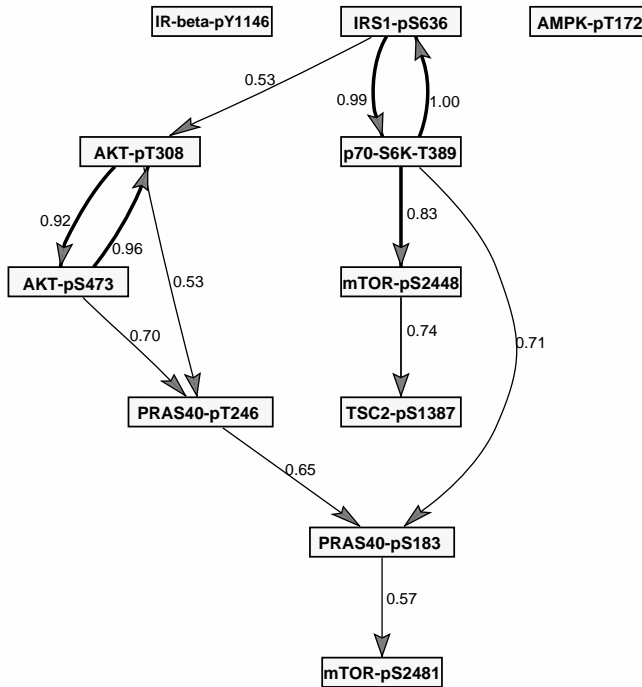 IR-beta-pY1146
IRS1-pS636
AMPK-pT172
0.53
0.99
1.00
AKT-pT308
p70-S6K-T389
0.92
0.96
0.83
AKT-pS473
0.53
mTOR-pS2448
0.70
0.74
0.71
PRAS40-pT246
TSC2-pS1387
0.65
PRAS40-pS183
0.57
mTOR-pS2481